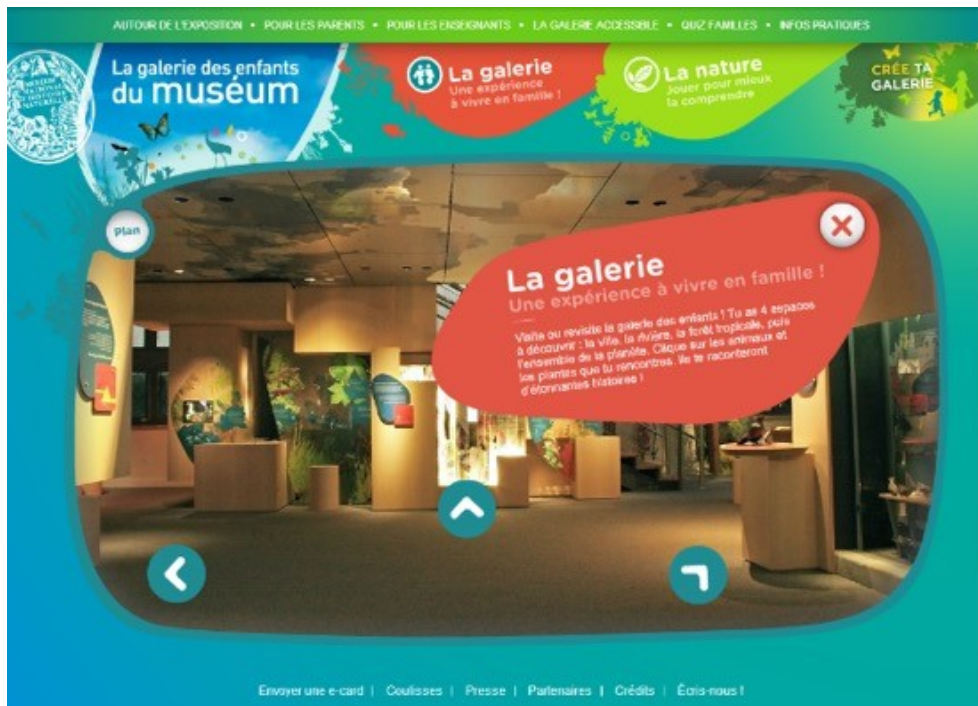 AUTOUR DE L'EXPOSITION • POUR LES PARENTS • POUR LES ENSEIGNANTS • LA GALERIE ACCESSIBLE • QUIZ FAMILLES • INFOS PRATIQUES
MUSEUM
NATIONAL
D'HISTOIRE
NATURELLE
La galerie des enfants
du muséum
La galerie
Une expérience
à vivre en famille !
La nature
Jouer pour mieux
la comprendre
CRÉE TA
GALERIE
Plan
La galerie
Une expérience à vivre en famille !
Visite ou revisite la galerie des enfants ! Tu as 4 espaces
à découvrir : la ville, la rivière, la forêt tropicale, puis
l'ensemble de la planète. Clique sur les animaux et
les plantes que tu rencontres. Ils te raconteront
d'étonnantes histoires !
Envoyer une e-card | Coulisses | Presse | Partenaires | Crédits | Écris-nous !